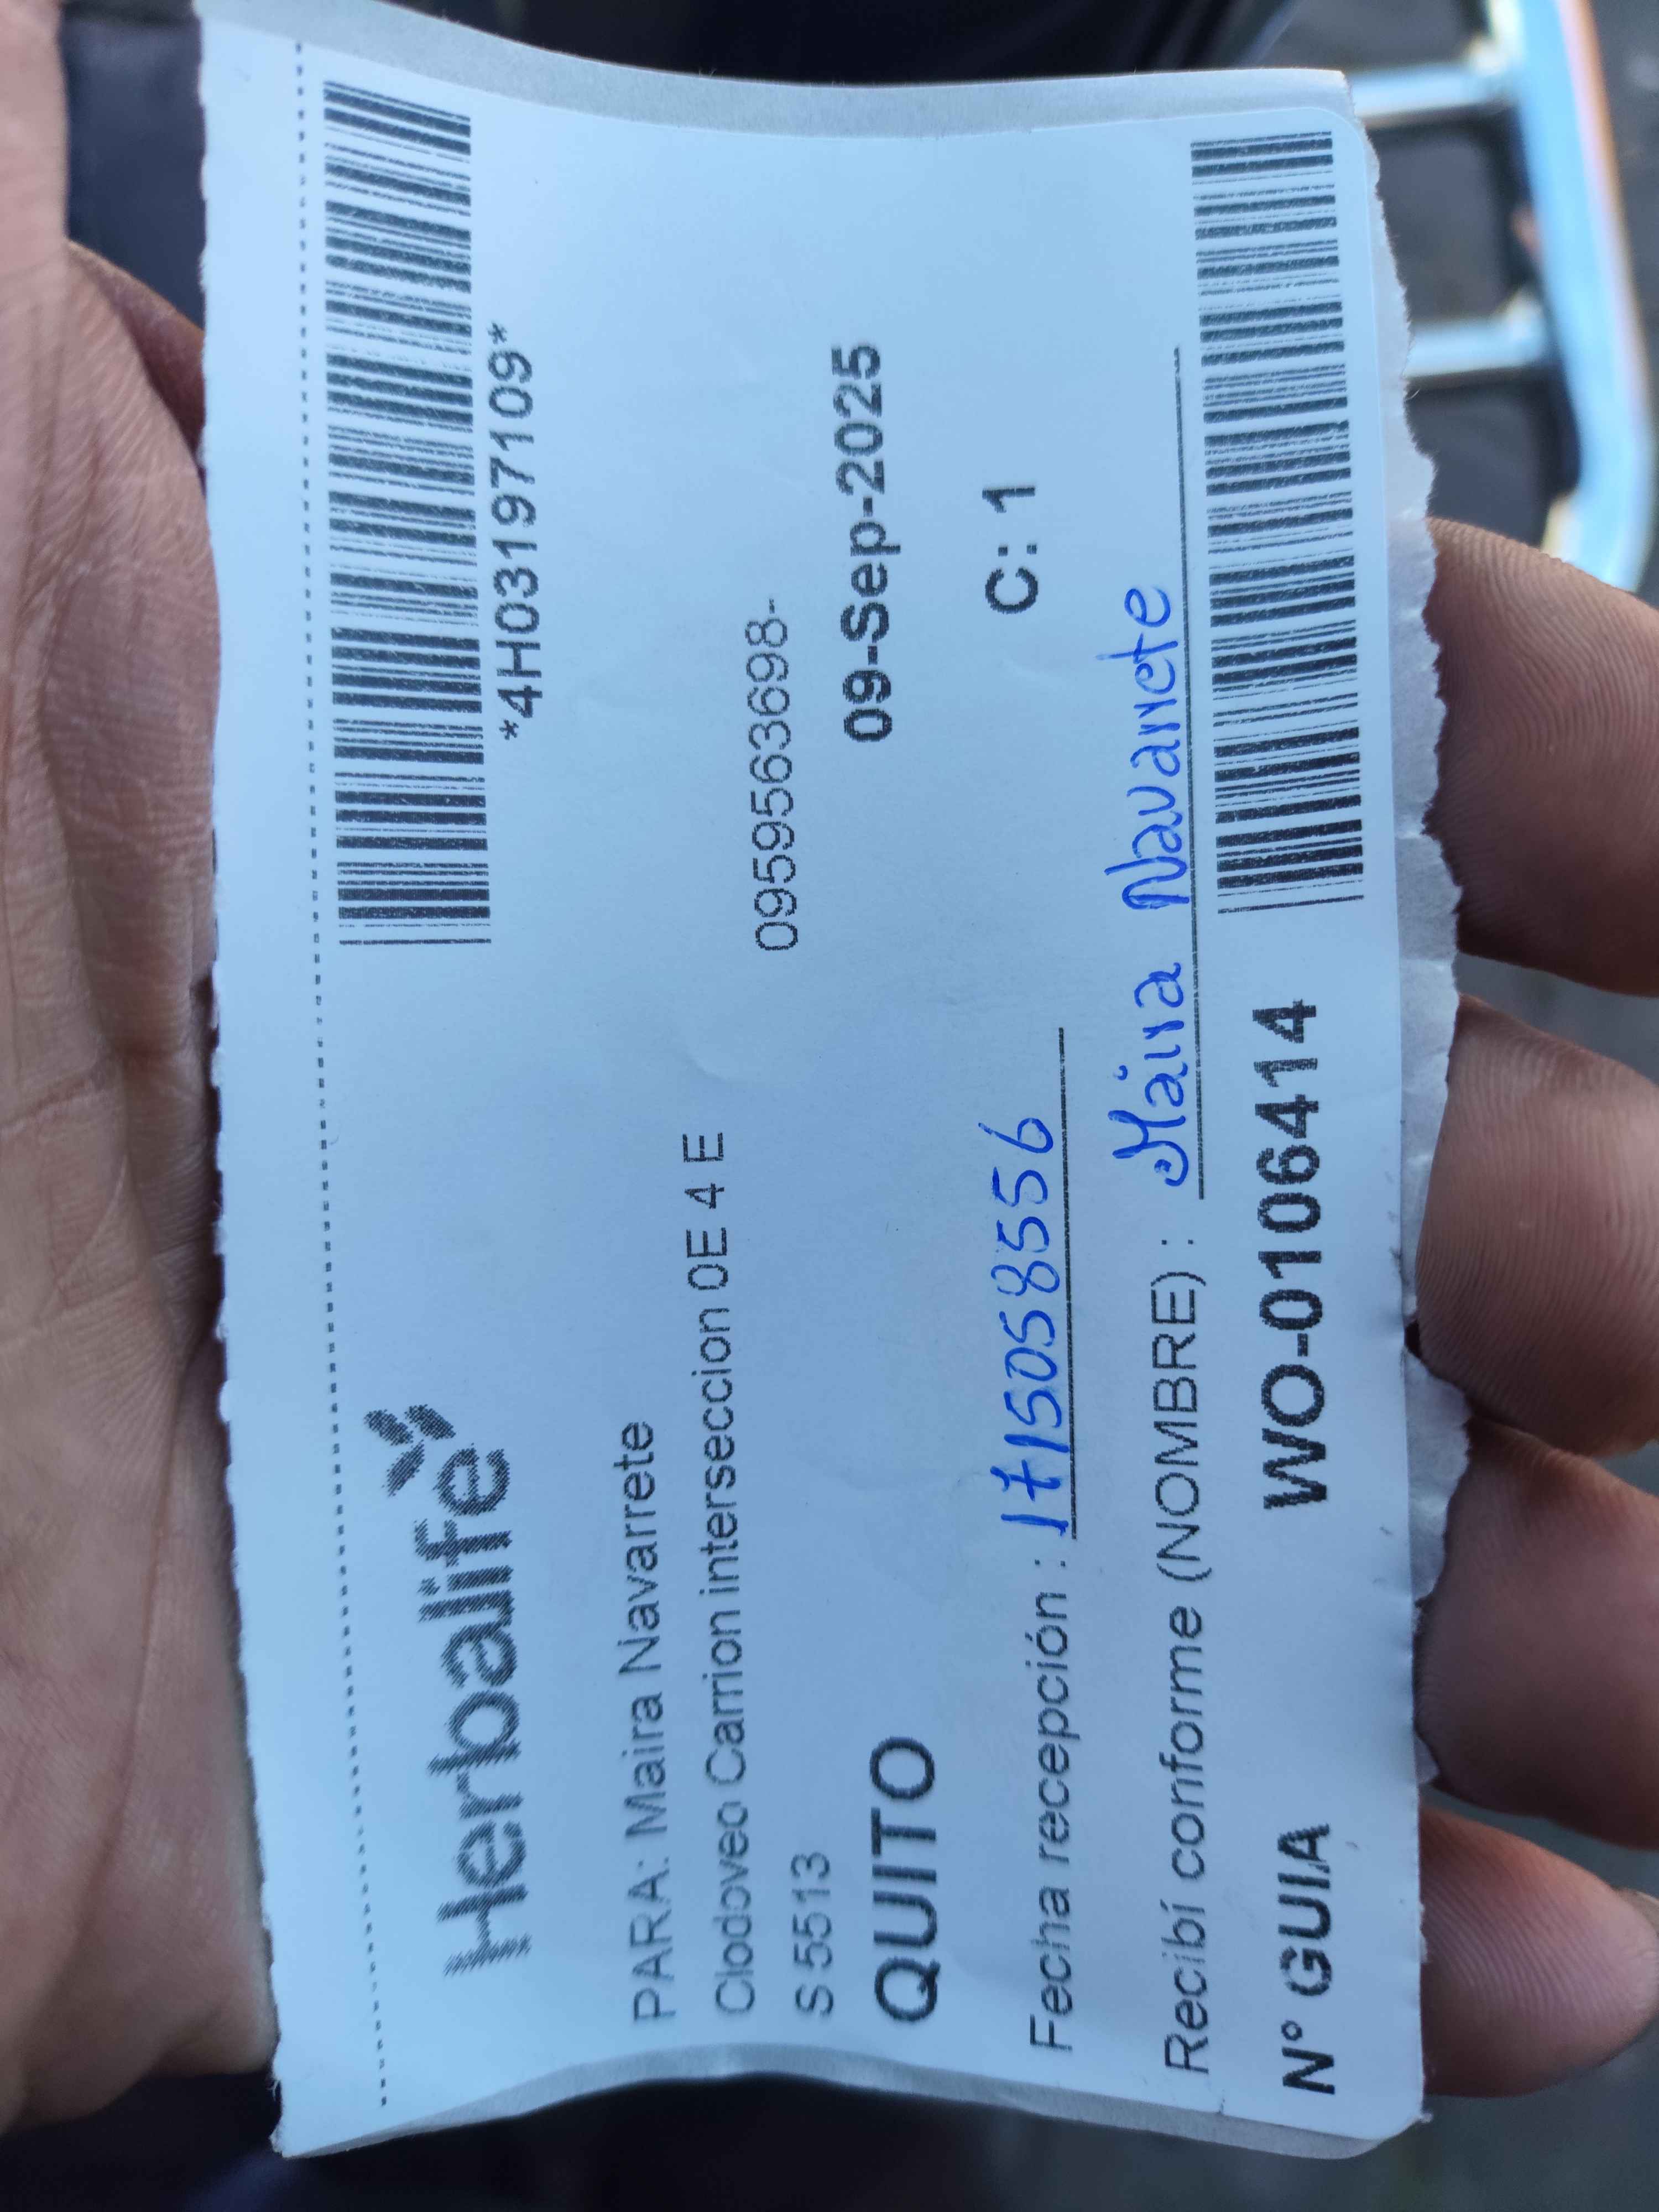 Herbalife
*4H03197109*
PARA: Maira Navarrete
Clodoveo Carrion interseccion 0E 4 E
S 5513
0959563698-
QUITO
09-Sep-2025
Fecha recepción : 1715058556
C: 1
Recibí conforme (NOMBRE) : Maira Navarrete
N° GUIA WO-0106414